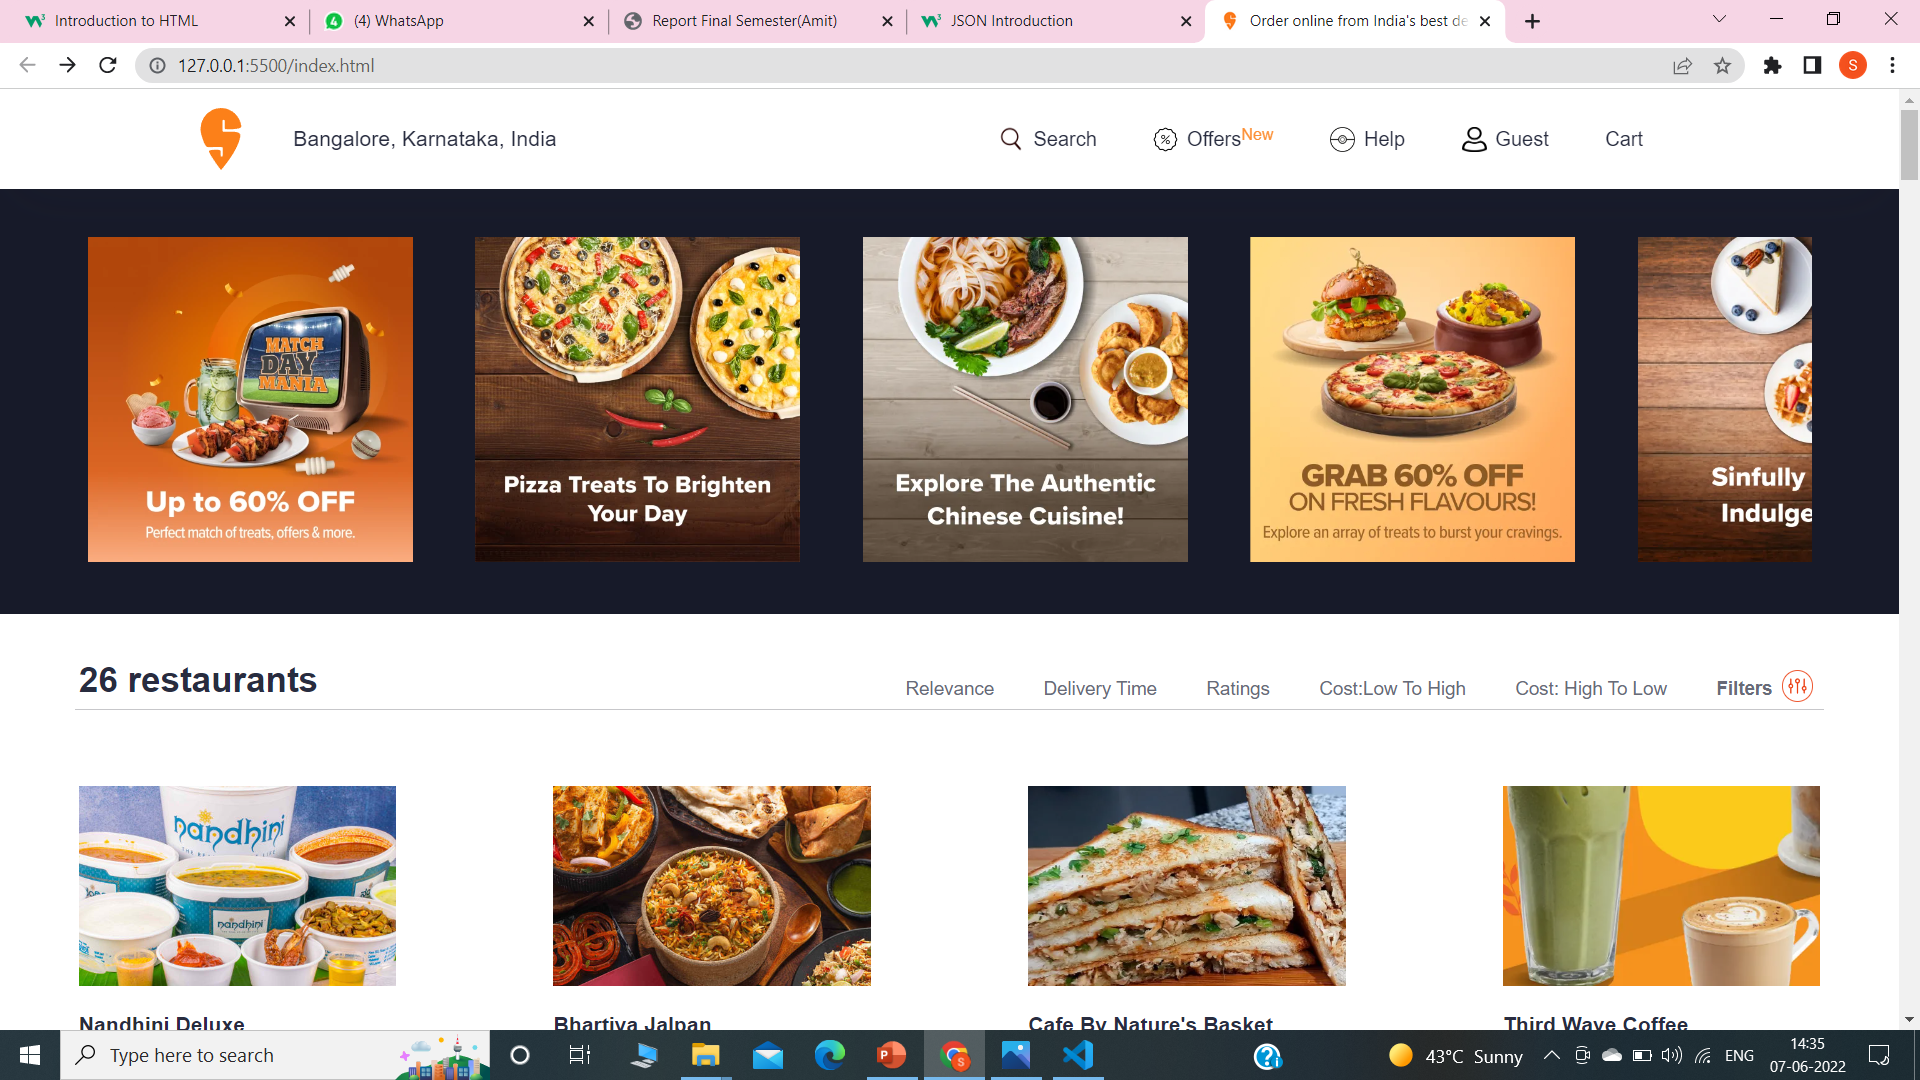 Introduction to HTML
(4) WhatsApp
Report Final Semester(Amit)
JSON Introduction
Order online from India's best de
127.0.0.1:5500/index.html
S
Bangalore, Karnataka, India
Search
OffersNew
Help
Guest
Cart
MATCH
DAY
MANIA
Up to 60% OFF
Perfect match of treats, offers & more.
Pizza Treats To Brighten
Your Day
Explore The Authentic
Chinese Cuisine!
GRAB 60% OFF
ON FRESH FLAVOURS!
Explore an array of treats to burst your cravings.
Sinfully
Indulge
26 restaurants
Relevance
Delivery Time
Ratings
Cost:Low To High
Cost: High To Low
Filters
nandhini
nandhini
Nandhini Deluxe
Bhartiya Jalpan
Cafe By Nature's Basket
Third Wave Coffee
Type here to search
43°C Sunny
ENG
14:35
07-06-2022